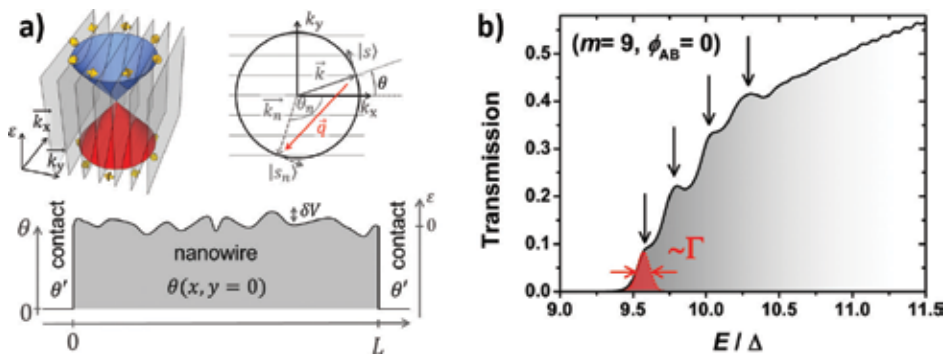 a)
ε
k_x
k_y
k_y
|s⟩
k
θ
k_n
θ_n
k_x
q
|s_n⟩
δV
ε
θ
0
contact
nanowire
contact
θ'
θ(x, y = 0)
θ'
0
0
L
b)
(m= 9, ϕ_AB= 0)
~Γ
Transmission
0.5
0.4
0.3
0.2
0.1
0.0
9.0 9.5 10.0 10.5 11.0 11.5
E / Δ